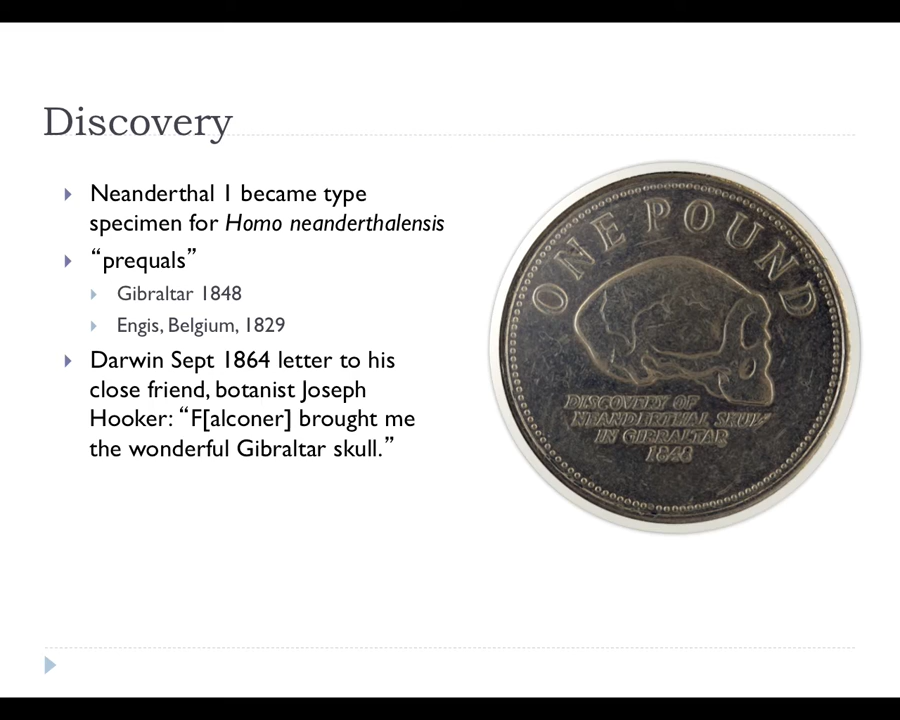 Discovery
Neanderthal 1 became type
specimen for Homo neanderthalensis
“prequals”
Gibraltar 1848
Engis, Belgium, 1829
Darwin Sept 1864 letter to his
close friend, botanist Joseph
Hooker: “F[alconer] brought me
the wonderful Gibraltar skull.”
ONE POUND
DISCOVERY OF
NEANDERTHAL SKULL
IN GIBRALTAR
1848